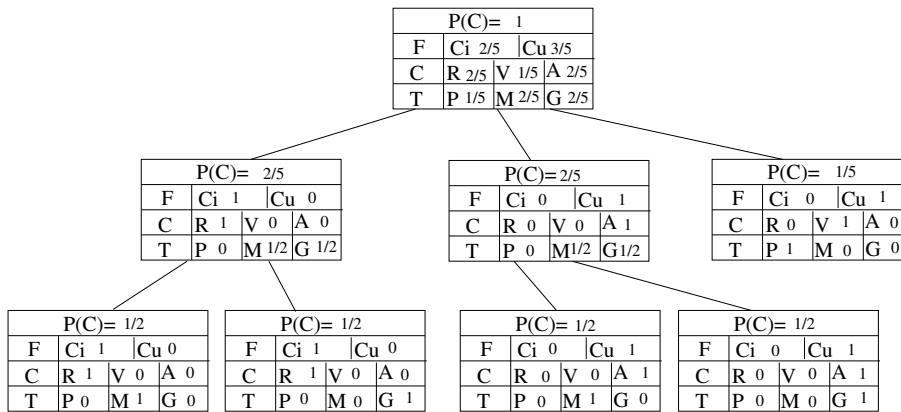 P(C)= 1
F Ci 2/5 Cu 3/5
C R 2/5 V 1/5 A 2/5
T P 1/5 M 2/5 G 2/5
P(C)= 2/5
F Ci 1 Cu 0
C R 1 V 0 A 0
T P 0 M 1/2 G 1/2
P(C)= 2/5
F Ci 0 Cu 1
C R 0 V 0 A 1
T P 0 M 1/2 G 1/2
P(C)= 1/5
F Ci 0 Cu 1
C R 0 V 1 A 0
T P 1 M 0 G 0
P(C)= 1/2
F Ci 1 Cu 0
C R 1 V 0 A 0
T P 0 M 1 G 0
P(C)= 1/2
F Ci 1 Cu 0
C R 1 V 0 A 0
T P 0 M 0 G 1
P(C)= 1/2
F Ci 0 Cu 1
C R 0 V 0 A 1
T P 0 M 1 G 0
P(C)= 1/2
F Ci 0 Cu 1
C R 0 V 0 A 1
T P 0 M 0 G 1